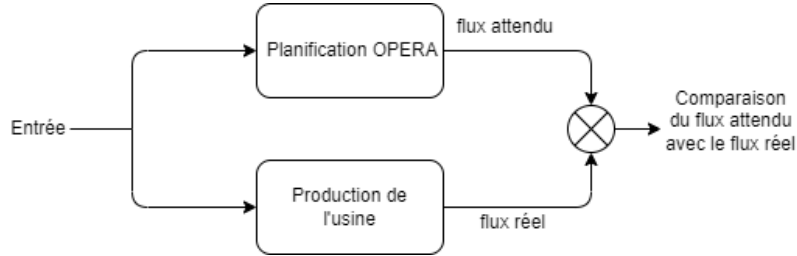 flux attendu
Planification OPERA
Entrée
Comparaison
du flux attendu
avec le flux réel
Production de
l'usine
flux réel